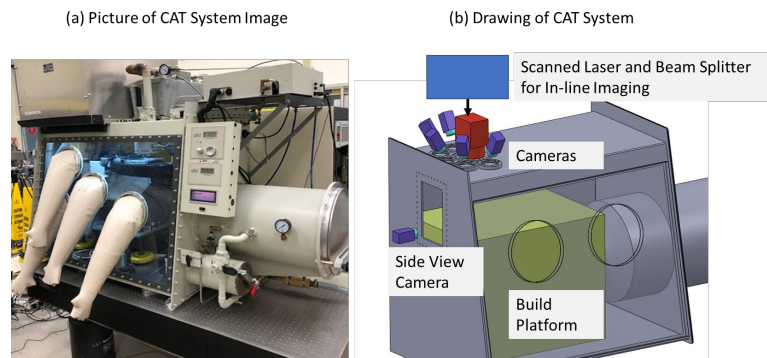 (a) Picture of CAT System Image
(b) Drawing of CAT System
Scanned Laser and Beam Splitter
for In-line Imaging
Cameras
Side View
Camera
Build
Platform